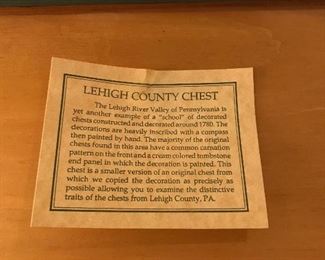 LEHIGH COUNTY CHEST
The Lehigh River Valley of Pennsylvania is
yet another example of a "school" of decorated
chests constructed and decorated around 1780. The
decorations are heavily inscribed with a compass
then painted by hand. The majority of the original
chests found in this area have a common carnation
pattern on the front and a cream colored tombstone
end panel in which the decoration is painted. This
chest is a smaller version of an original chest from
which we copied the decoration as precisely as
possible allowing you to examine the distinctive
traits of the chests from Lehigh County, PA.